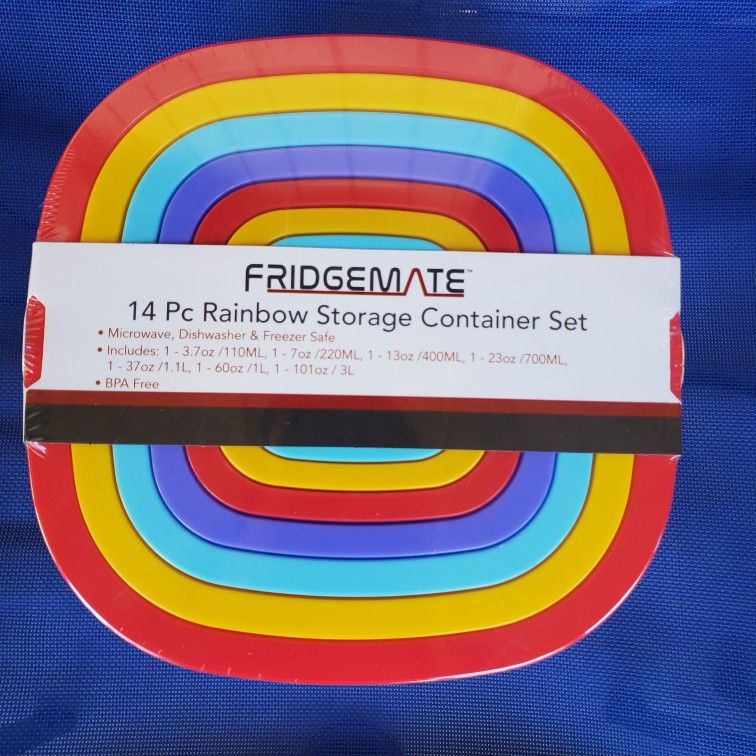 FRIDGEMATE™
14 Pc Rainbow Storage Container Set
• Microwave, Dishwasher & Freezer Safe
• Includes: 1 - 3.7oz /110ML, 1 - 7oz /220ML, 1 - 13oz /400ML, 1 - 23oz /700ML,
1 - 37oz /1.1L, 1 - 60oz /1L, 1 - 101oz / 3L
• BPA Free